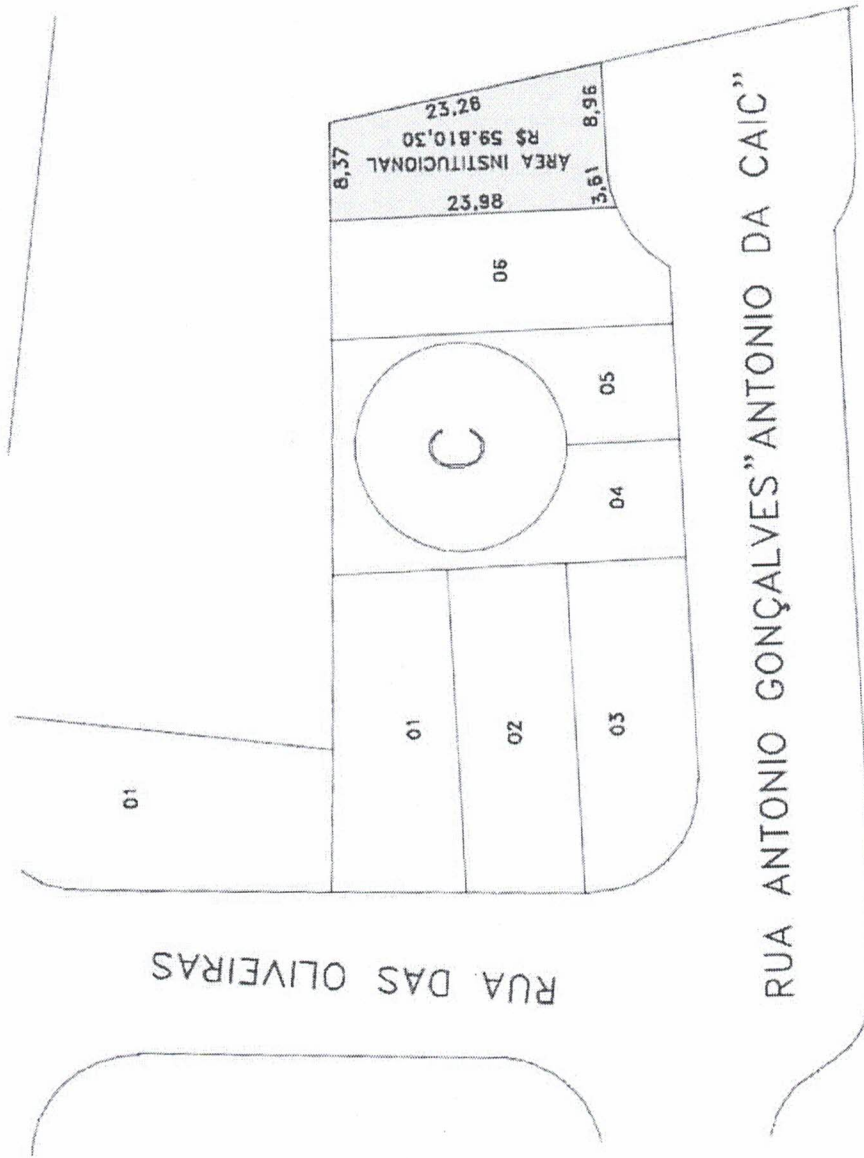 8,37
23,26
ÁREA INSTITUCIONAL
R$ 59.810,30
23,98
8,96
3,61
06
C
05
04
01
02
03
01
RUA DAS OLIVEIRAS
RUA ANTONIO GONÇALVES"ANTONIO DA CAIC"